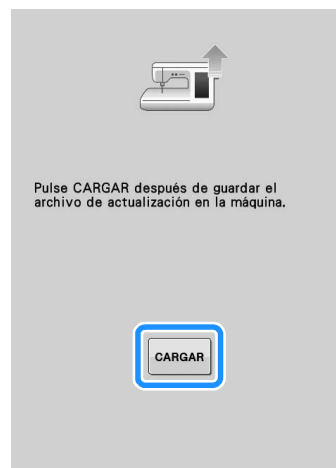 Pulse CARGAR después de guardar el
archivo de actualización en la máquina.
CARGAR